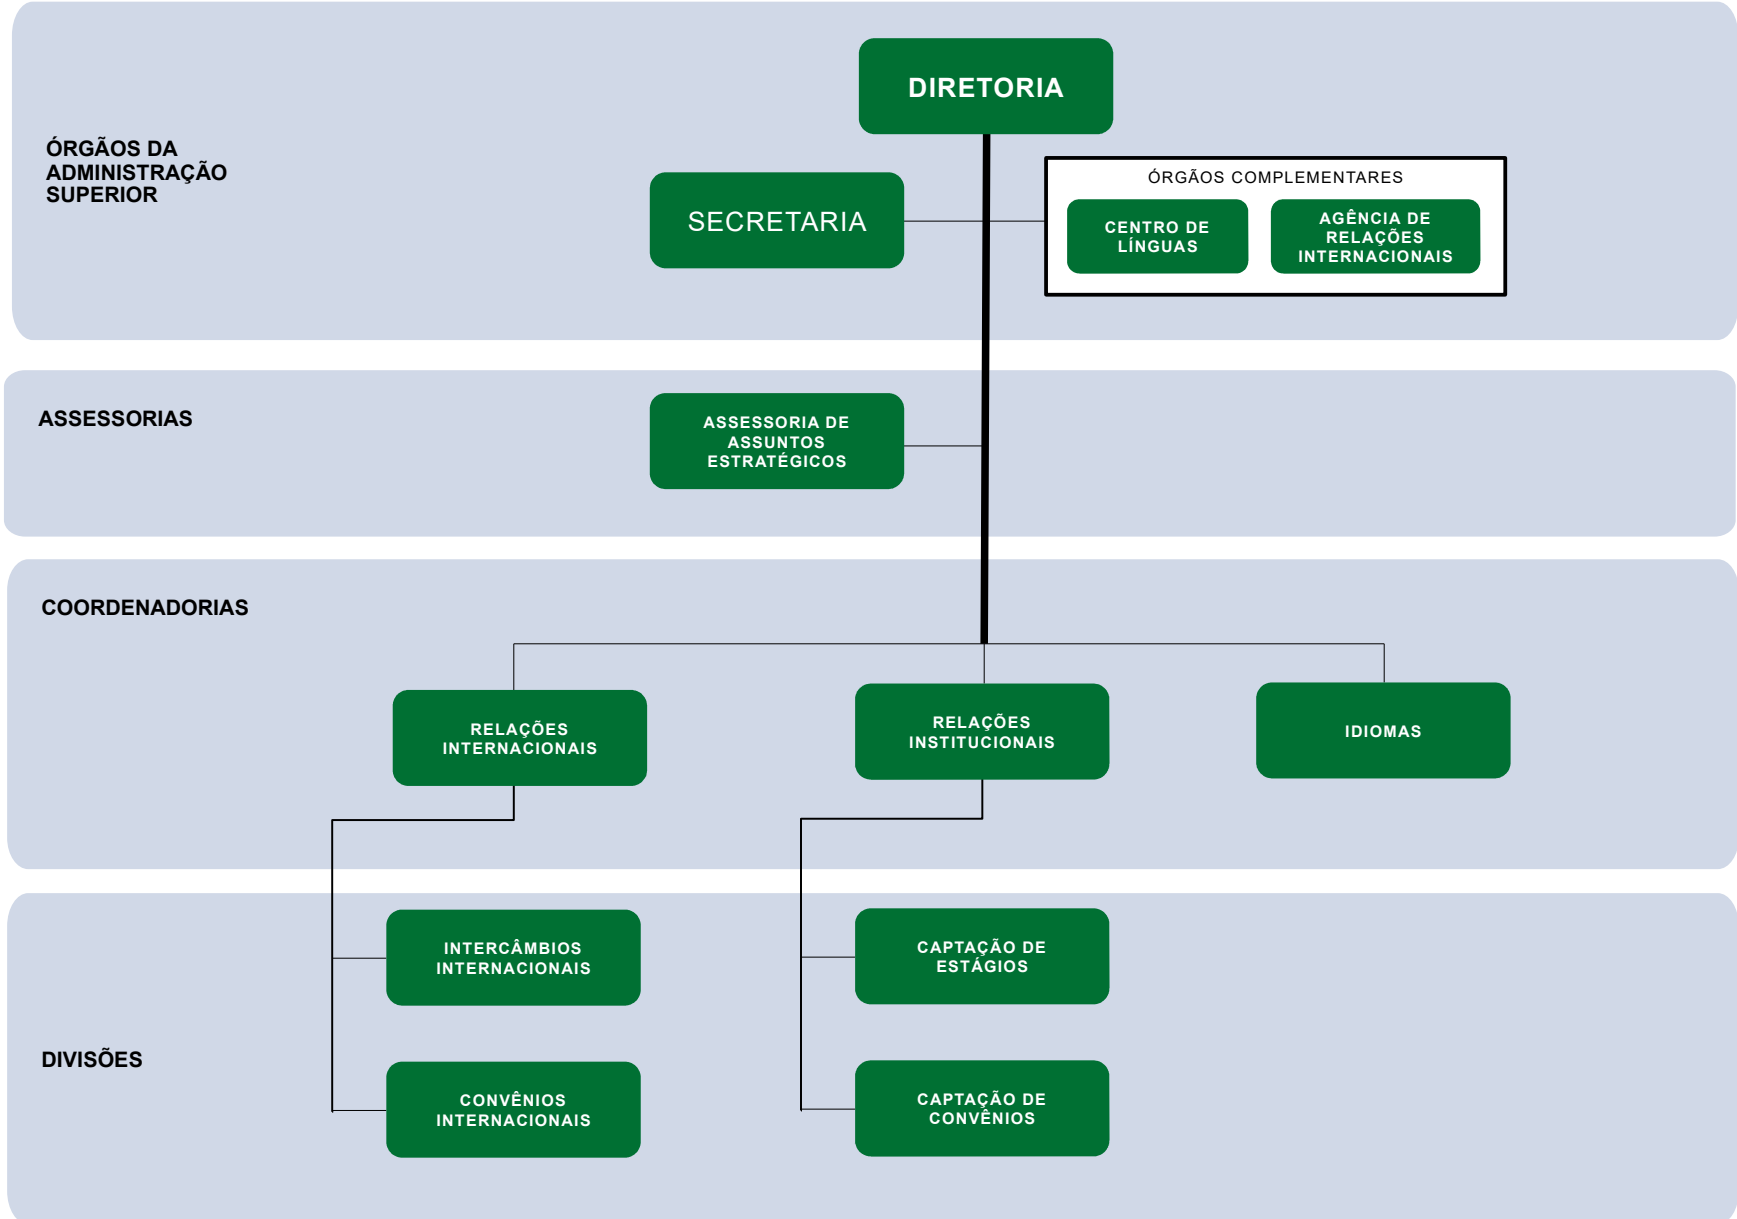 DIRETORIA
ÓRGÃOS DA
ADMINISTRAÇÃO
SUPERIOR
SECRETARIA
ÓRGÃOS COMPLEMENTARES
CENTRO DE
LÍNGUAS
AGÊNCIA DE
RELAÇÕES
INTERNACIONAIS
ASSESSORIAS
ASSESSORIA DE
ASSUNTOS
ESTRATÉGICOS
COORDENADORIAS
RELAÇÕES
INTERNACIONAIS
RELAÇÕES
INSTITUCIONAIS
IDIOMAS
DIVISÕES
INTERCÂMBIOS
INTERNACIONAIS
CAPTAÇÃO DE
ESTÁGIOS
CONVÊNIOS
INTERNACIONAIS
CAPTAÇÃO DE
CONVÊNIOS